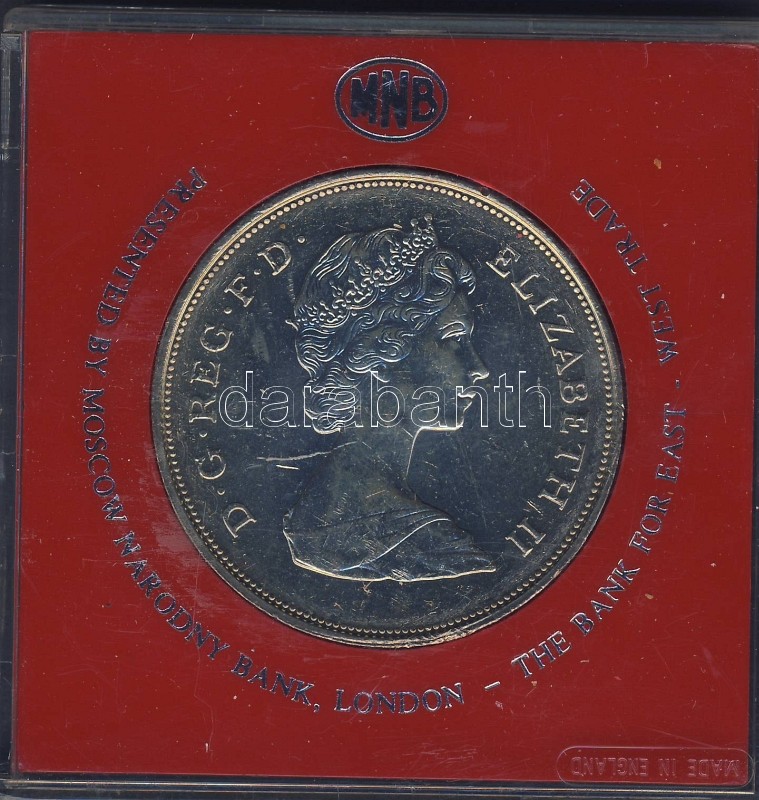 MNB
PRESENTED BY MOSCOW NARODNY BANK, LONDON – THE BANK FOR EAST - WEST TRADE
D·G·REG·F·D· ELIZABETH II
darabanth
MADE IN ENGLAND